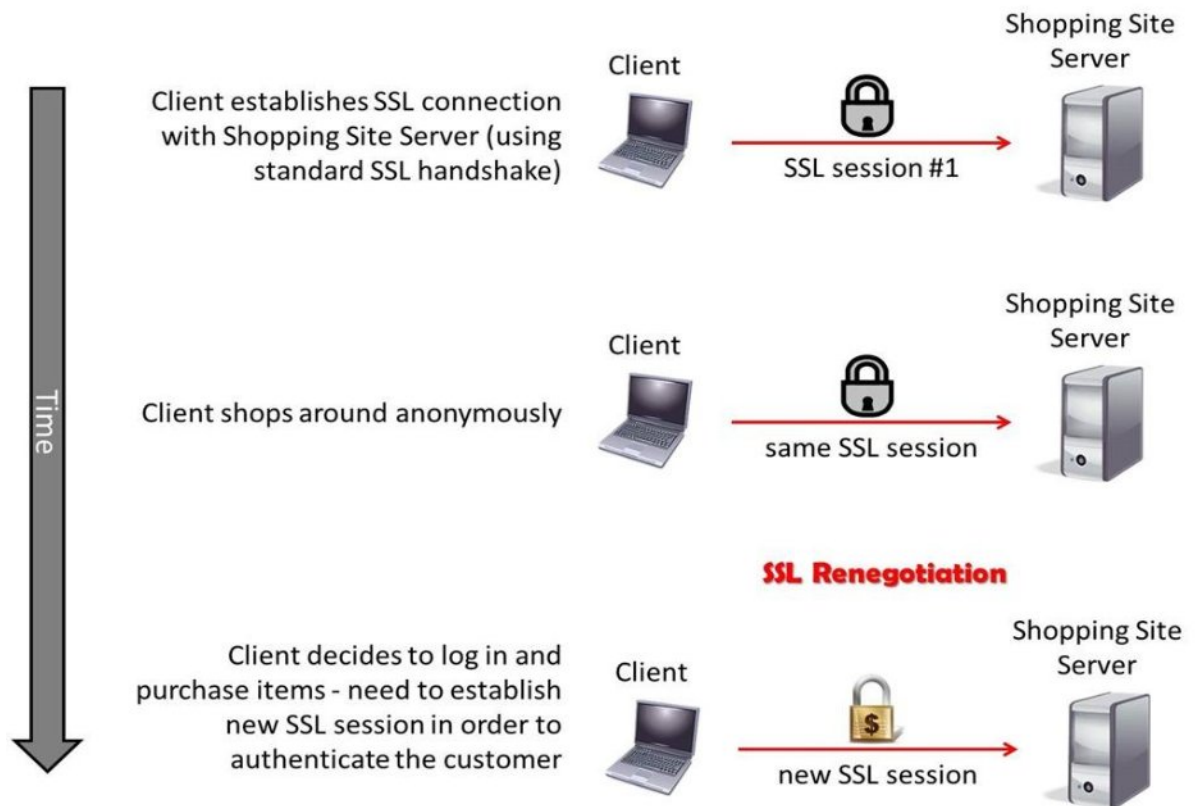 Time
Client establishes SSL connection
with Shopping Site Server (using
standard SSL handshake)
Client
SSL session #1
Shopping Site
Server
Client shops around anonymously
Client
same SSL session
Shopping Site
Server
SSL Renegotiation
Client decides to log in and
purchase items - need to establish
new SSL session in order to
authenticate the customer
Client
$
new SSL session
Shopping Site
Server